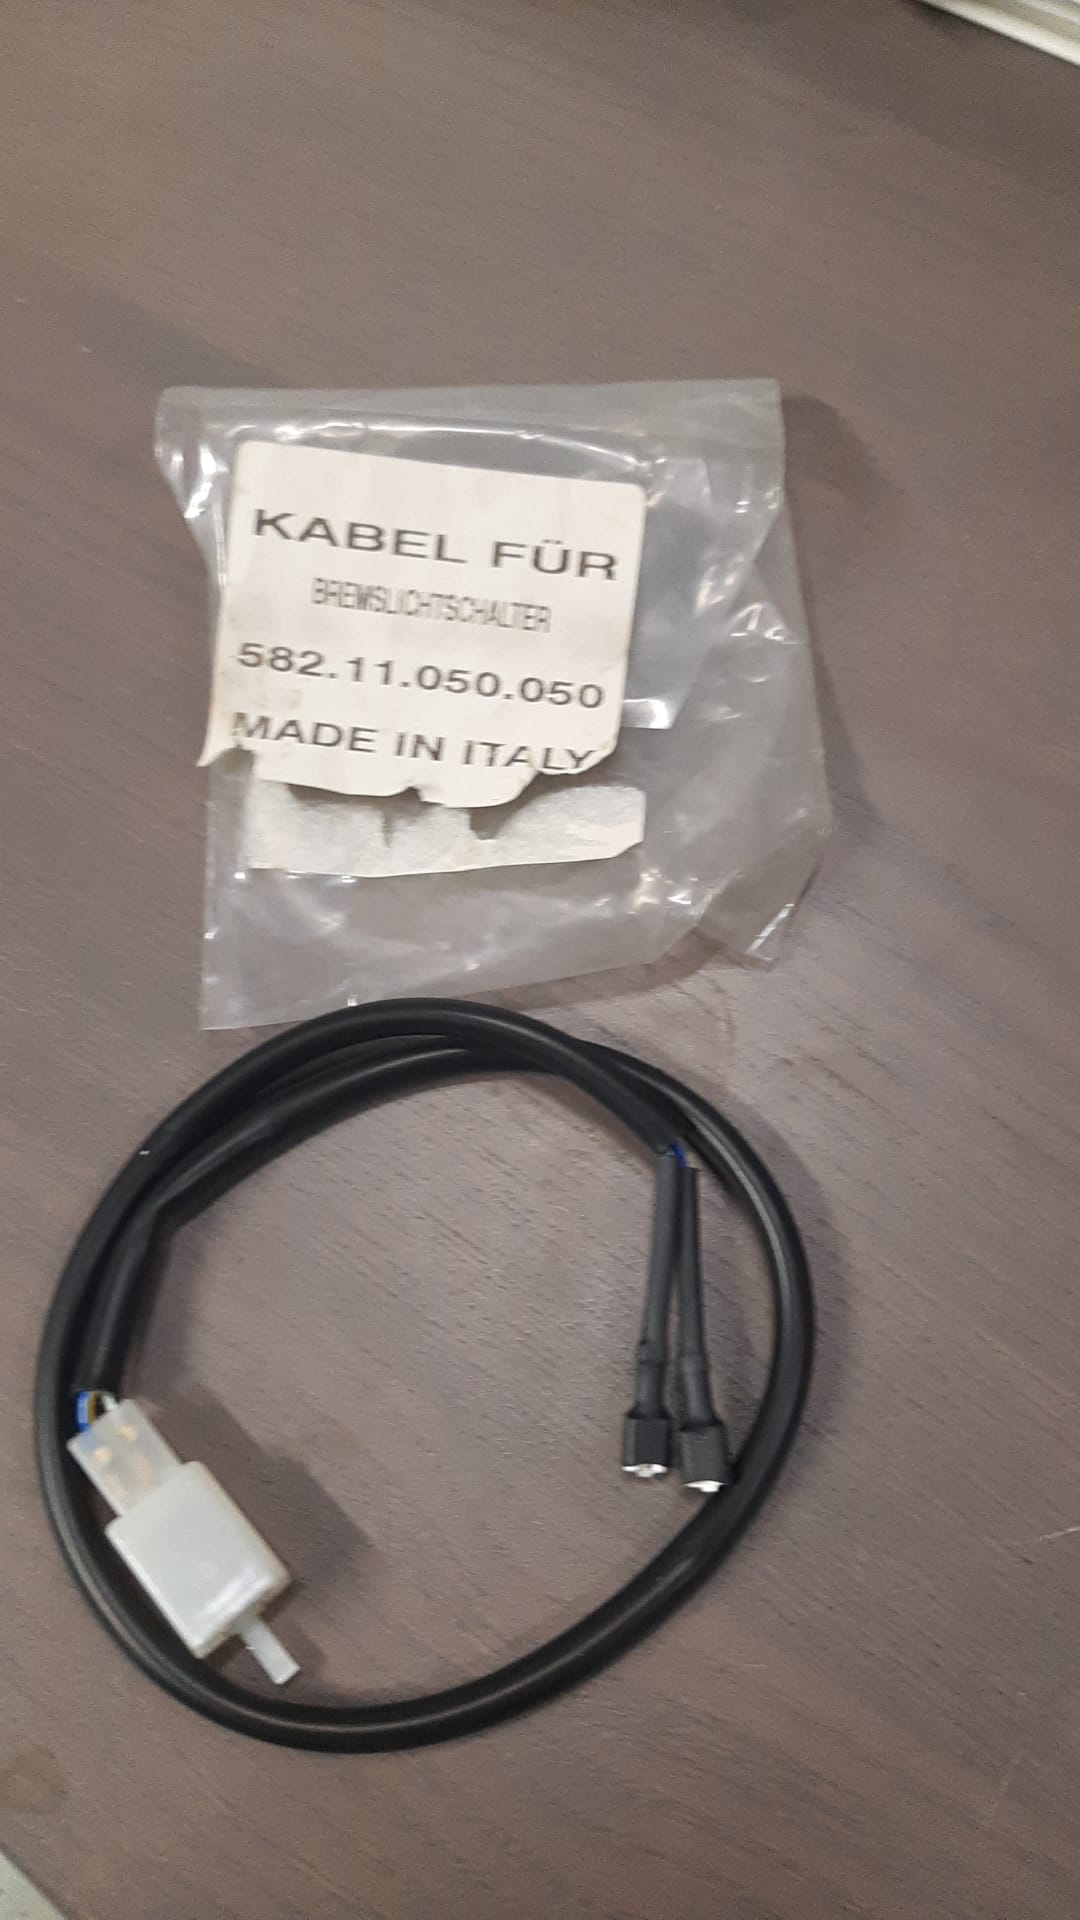 KABEL FÜR
BREMSLICHTSCHALTER
582.11.050.050
MADE IN ITALY